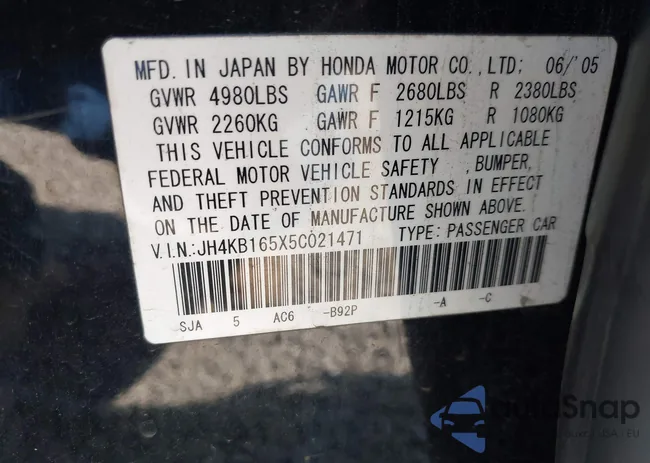 MFD. IN JAPAN BY HONDA MOTOR CO., LTD; 06/'05
GVWR 4980LBS GAWR F 2680LBS R 2380LBS
GVWR 2260KG GAWR F 1215KG R 1080KG
THIS VEHICLE CONFORMS TO ALL APPLICABLE
FEDERAL MOTOR VEHICLE SAFETY , BUMPER,
AND THEFT PREVENTION STANDARDS IN EFFECT
ON THE DATE OF MANUFACTURE SHOWN ABOVE.
V.I.N.:JH4KB165X5C021471 TYPE: PASSENGER CAR
SJA 5 AC6 -B92P -A -C
autoSnap